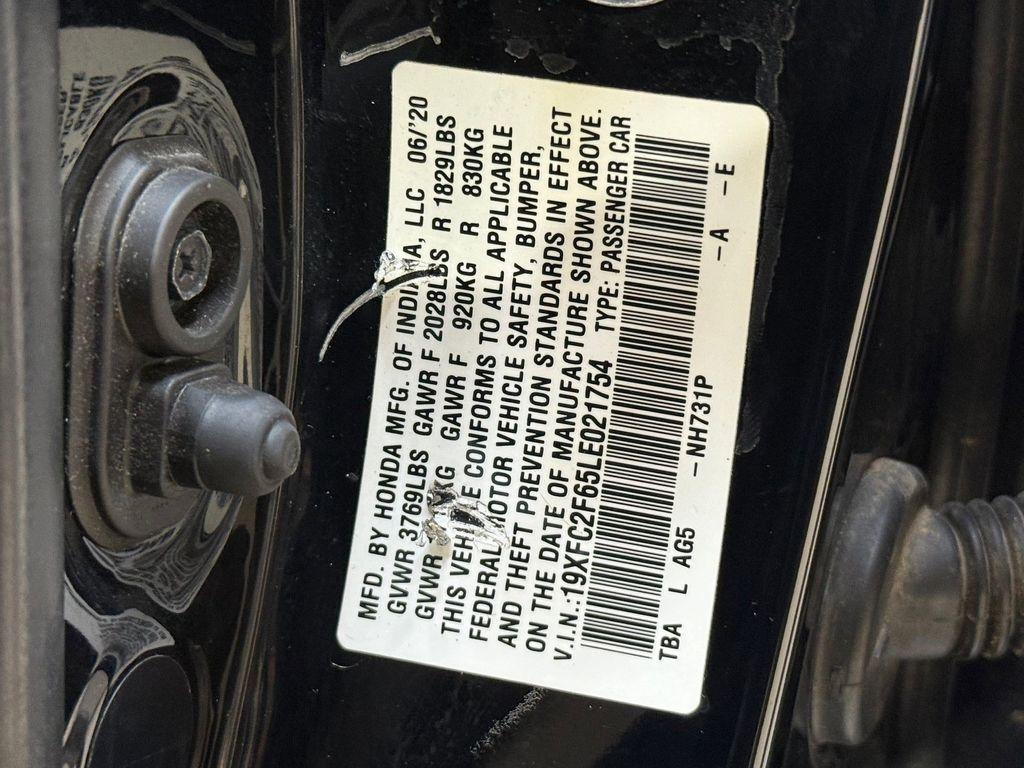 MFD. BY HONDA MFG. OF INDIANA, LLC 06/'20
GVWR 3769LBS GAWR F 2028LBS R 1829LBS
GVWR G GAWR F 920KG R 830KG
THIS VEHICLE CONFORMS TO ALL APPLICABLE
FEDERAL MOTOR VEHICLE SAFETY, BUMPER,
AND THEFT PREVENTION STANDARDS IN EFFECT
ON THE DATE OF MANUFACTURE SHOWN ABOVE.
V.I.N.:19XFC2F65LE021754 TYPE: PASSENGER CAR
TBA L AG5 –NH731P –A –E